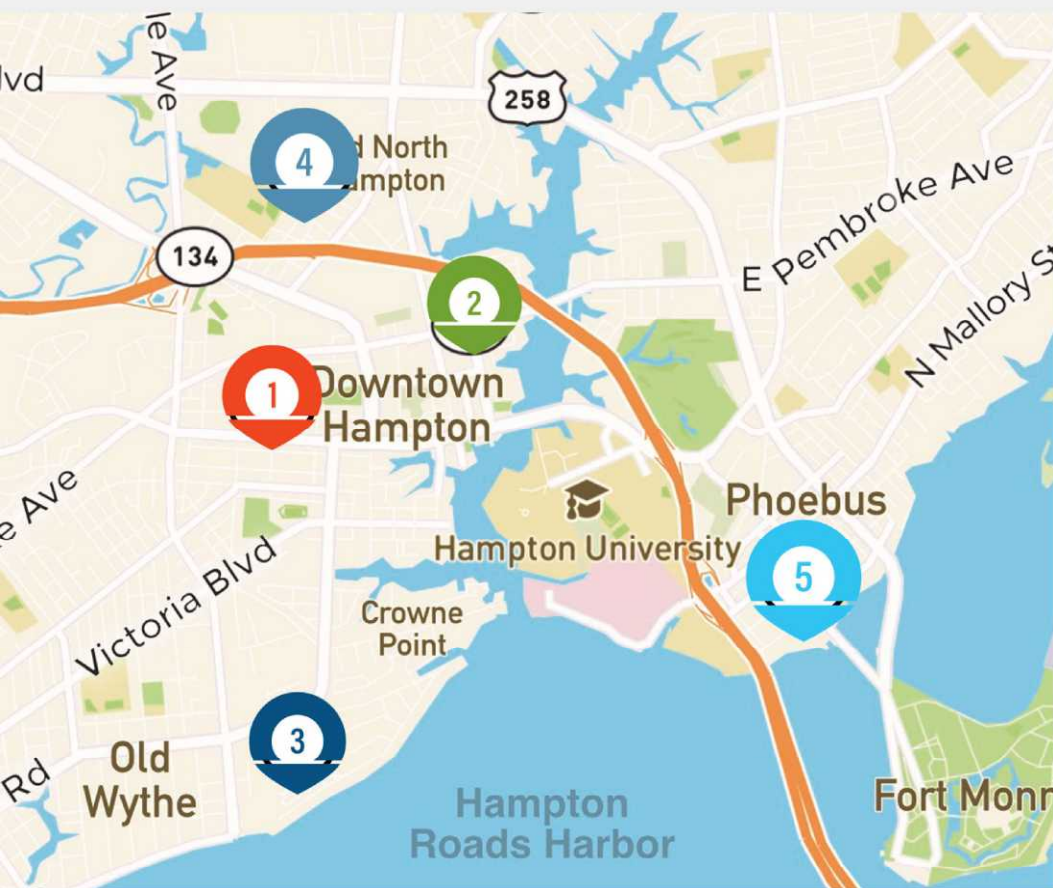 le Ave
lvd
258
4
d North
ampton
E Pembroke Ave
134
N Mallory St
2
1
Downtown
Hampton
e Ave
Phoebus
Hampton University
5
Victoria Blvd
Crowne
Point
3
Old
Wythe
Rd
Hampton
Roads Harbor
Fort Monr